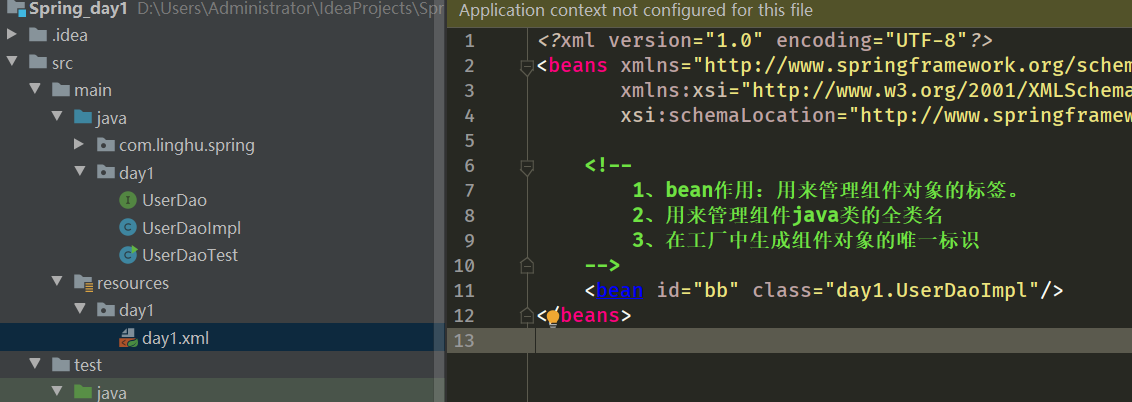 Spring_day1 D:\Users\Administrator\IdeaProjects\Spr
.idea
src
main
java
com.linghu.spring
day1
UserDao
UserDaoImpl
UserDaoTest
resources
day1
day1.xml
test
java
Application context not configured for this file
1 <?xml version="1.0" encoding="UTF-8"?>
2 <beans xmlns="http://www.springframework.org/schem
3 xmlns:xsi="http://www.w3.org/2001/XMLSchema
4 xsi:schemaLocation="http://www.springframew
5
6 <!--
7 1、bean作用：用来管理组件对象的标签。
8 2、用来管理组件java类的全类名
9 3、在工厂中生成组件对象的唯一标识
10 -->
11 <bean id="bb" class="day1.UserDaoImpl"/>
12 </beans>
13